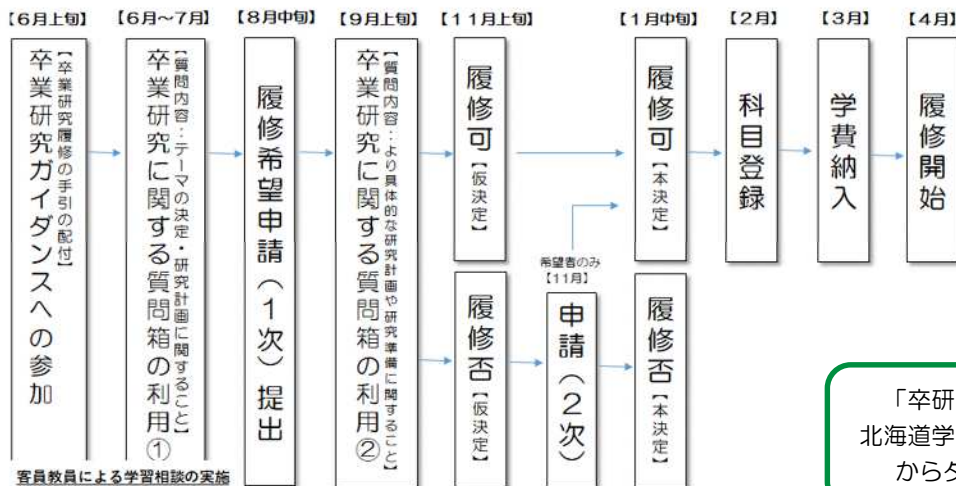 【6月上旬】
【6月～7月】
【8月中旬】
【9月上旬】
【11月上旬】
【1月中旬】
【2月】
【3月】
【4月】
卒業研究ガイダンスへの参加
【卒業研究履修の手引の配付】
卒業研究に関する質問箱の利用①
【質問内容：テーマの決定・研究計画に関すること】
履修希望申請（1次）提出
卒業研究に関する質問箱の利用②
【質問内容：より具体的な研究計画や研究準備に関すること】
履修可【仮決定】
履修否【仮決定】
希望者のみ
【11月】
申請（2次）
履修可【本決定】
履修否【本決定】
科目登録
学費納入
履修開始
客員教員による学習相談の実施
「卒研
北海道学
からダ